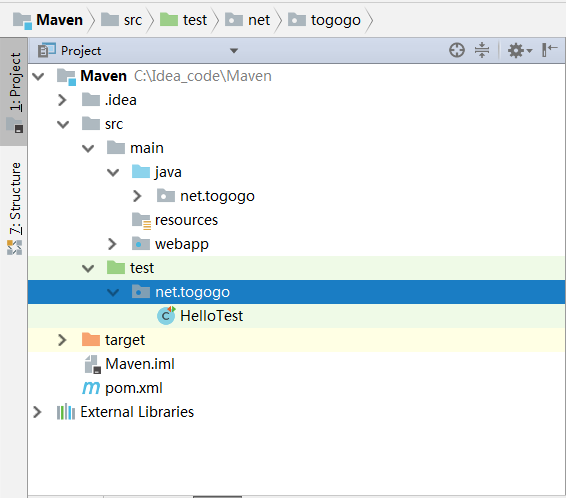 Maven src test net togogo
1: Project
7: Structure
Project
Maven C:\Idea_code\Maven
.idea
src
main
java
net.togogo
resources
webapp
test
net.togogo
HelloTest
target
Maven.iml
pom.xml
External Libraries